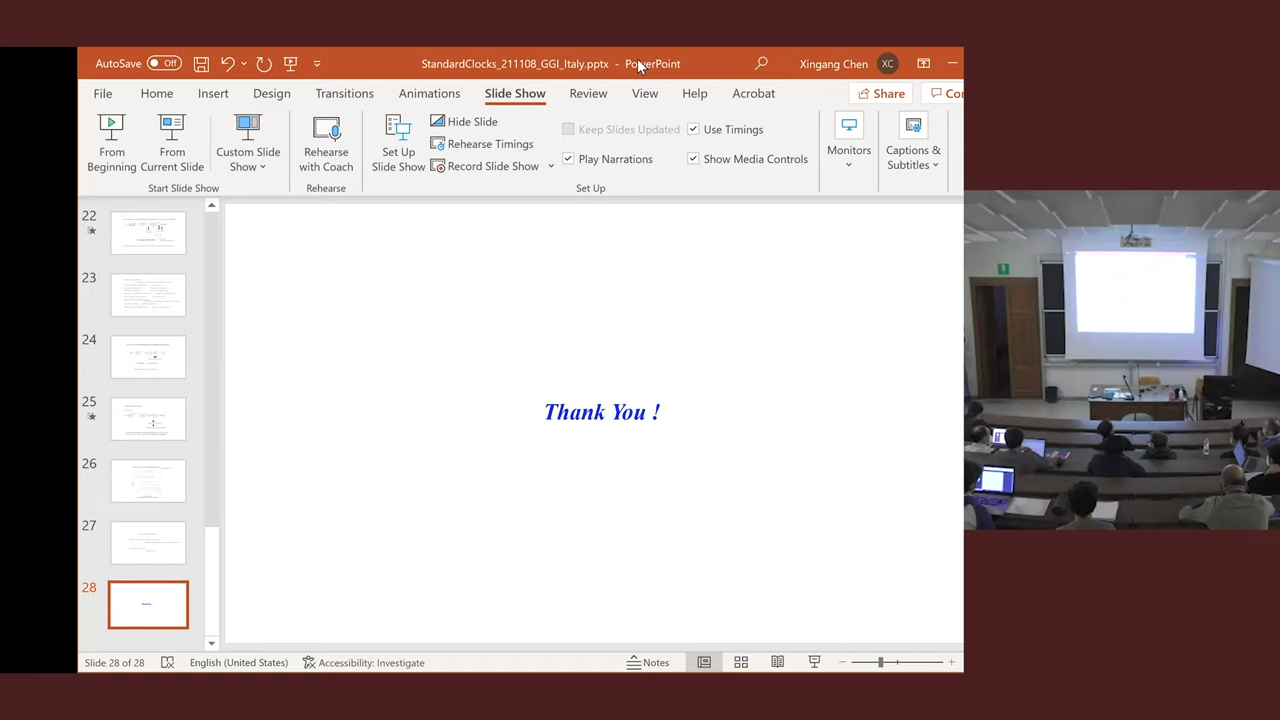 AutoSave Off
StandardClocks_211108_GGI_Italy.pptx - PowerPoint
Xingang Chen XC
File Home Insert Design Transitions Animations Slide Show Review View Help Acrobat
Share
Co
From Beginning
From Current Slide
Custom Slide Show
Start Slide Show
Rehearse with Coach
Rehearse
Set Up Slide Show
Hide Slide
Rehearse Timings
Record Slide Show
Keep Slides Updated
Play Narrations
Use Timings
Show Media Controls
Set Up
Monitors
Captions & Subtitles
22
23
24
25
26
27
28
Thank You !
Slide 28 of 28
English (United States)
Accessibility: Investigate
Notes